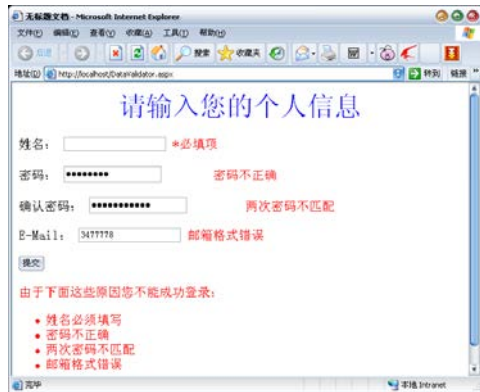 无标题文档 - Microsoft Internet Explorer
文件(F) 编辑(E) 查看(V) 收藏(A) 工具(T) 帮助(H)
后退 搜索 收藏夹
地址(D) http://localhost/DataValidator.aspx 转到 链接 »
请输入您的个人信息
姓名： *必填项
密码： •••••••• 密码不正确
确认密码： ••••••••••• 两次密码不匹配
E-Mail： 3477778 邮箱格式错误
提交
由于下面这些原因您不能成功登录：
• 姓名必须填写
• 密码不正确
• 两次密码不匹配
• 邮箱格式错误
完毕 本地 Intranet